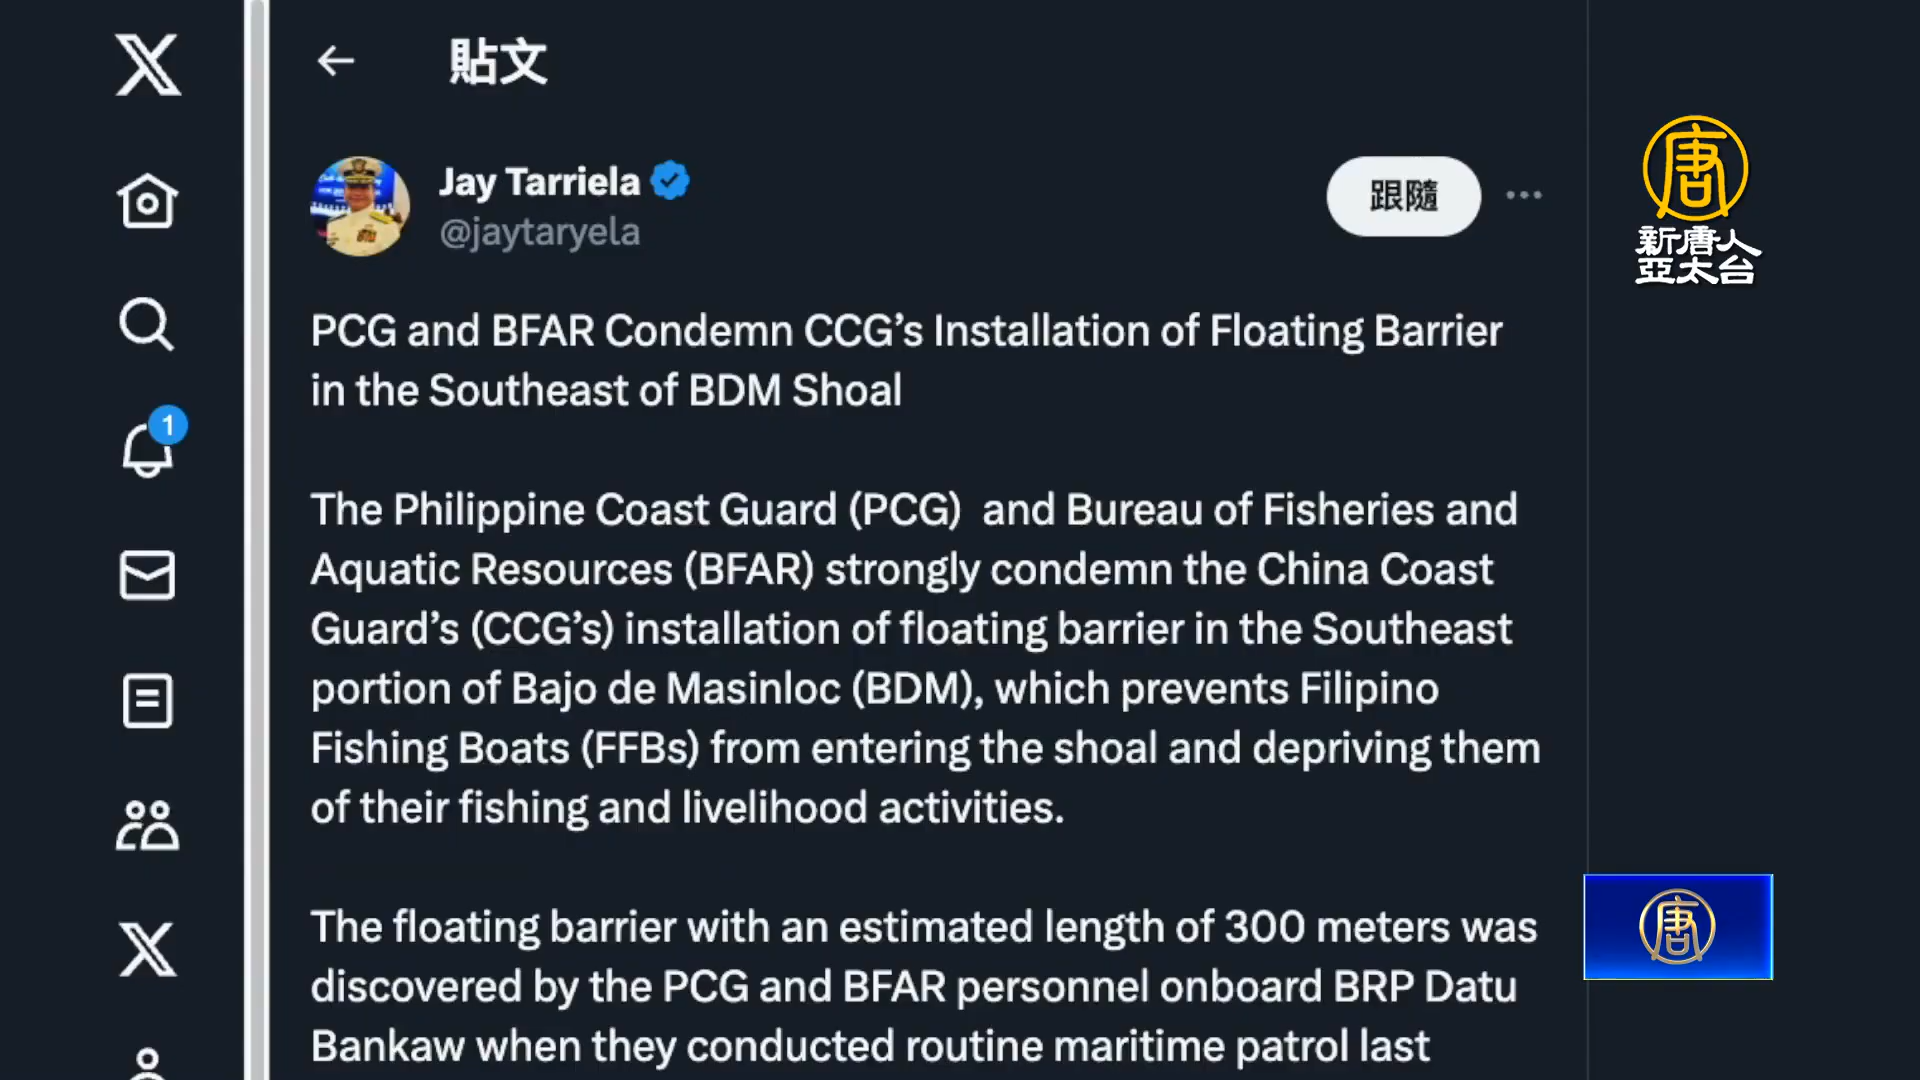 貼文
Jay Tarriela
@jaytaryela
跟隨
PCG and BFAR Condemn CCG’s Installation of Floating Barrier
in the Southeast of BDM Shoal
The Philippine Coast Guard (PCG)  and Bureau of Fisheries and
Aquatic Resources (BFAR) strongly condemn the China Coast
Guard’s (CCG’s) installation of floating barrier in the Southeast
portion of Bajo de Masinloc (BDM), which prevents Filipino
Fishing Boats (FFBs) from entering the shoal and depriving them
of their fishing and livelihood activities.
The floating barrier with an estimated length of 300 meters was
discovered by the PCG and BFAR personnel onboard BRP Datu
Bankaw when they conducted routine maritime patrol last
1
唐
新唐人
亞太台
唐